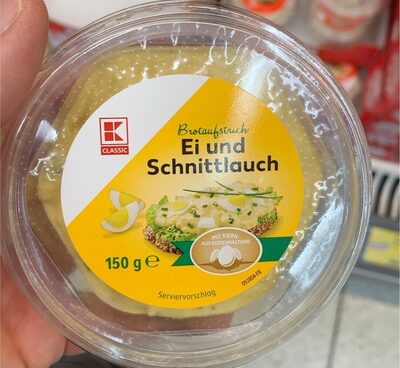 K
CLASSIC
Brotaufstrich
Ei und
Schnittlauch
MIT EIERN
AUS BODENHALTUNG
150 g e
Serviervorschlag